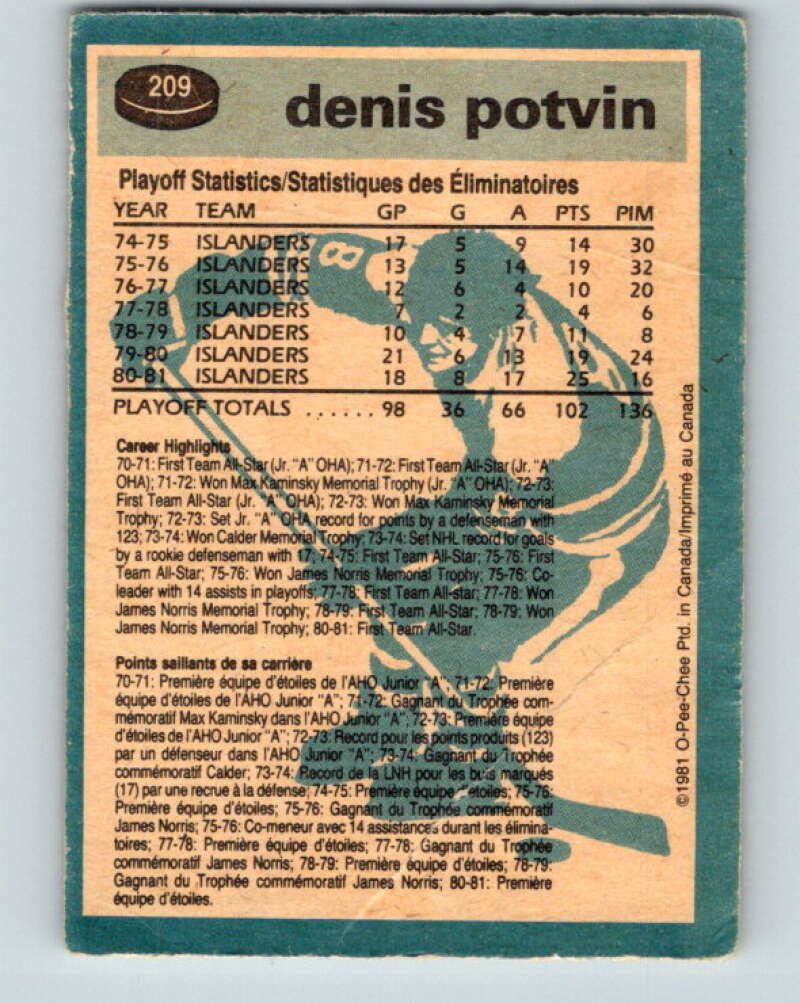 209
denis potvin
Playoff Statistics/Statistiques des Éliminatoires
YEAR TEAM GP G A PTS PIM
74-75 ISLANDERS 17 5 9 14 30
75-76 ISLANDERS 13 5 14 19 32
76-77 ISLANDERS 12 6 4 10 20
77-78 ISLANDERS 7 2 2 4 6
78-79 ISLANDERS 10 4 7 11 8
79-80 ISLANDERS 21 6 13 19 24
80-81 ISLANDERS 18 8 17 25 16
PLAYOFF TOTALS ...... 98 36 66 102 136
Career Highlights
70-71: First Team All-Star (Jr. "A" OHA); 71-72: First Team All-Star (Jr. "A"
OHA); 71-72: Won Max Kaminsky Memorial Trophy (Jr. "A" OHA); 72-73:
First Team All-Star (Jr. "A" OHA); 72-73: Won Max Kaminsky Memorial
Trophy; 72-73: Set Jr. "A" OHA record for points by a defenseman with
123; 73-74: Won Calder Memorial Trophy; 73-74: Set NHL record for goals
by a rookie defenseman with 17; 74-75: First Team All-Star; 75-76: First
Team All-Star; 75-76: Won James Norris Memorial Trophy; 75-76: Co-
leader with 14 assists in playoffs; 77-78: First Team All-star; 77-78: Won
James Norris Memorial Trophy; 78-79: First Team All-Star; 78-79: Won
James Norris Memorial Trophy; 80-81: First Team All-Star.
Points saillants de sa carrière
70-71: Première équipe d'étoiles de l'AHO Junior "A"; 71-72: Première
équipe d'étoiles de l'AHO Junior "A"; 71-72: Gagnant du Trophée com-
mémoratif Max Kaminsky dans l'AHO Junior "A"; 72-73: Première équipe
d'étoiles de l'AHO Junior "A"; 72-73: Record pour les points produits (123)
par un défenseur dans l'AHO Junior "A"; 73-74: Gagnant du Trophée
commémoratif Calder; 73-74: Record de la LNH pour les buts marqués
(17) par une recrue à la défense; 74-75: Première équipe d'etoiles; 75-76:
Première équipe d'étoiles; 75-76: Gagnant du Trophée commémoratif
James Norris; 75-76: Co-meneur avec 14 assistances durant les élimina-
toires; 77-78: Première équipe d'étoiles; 77-78: Gagnant du Trophée
commémoratif James Norris; 78-79: Première équipe d'étoiles; 78-79:
Gagnant du Trophée commémoratif James Norris; 80-81: Première
équipe d'étoiles.
©1981 O-Pee-Chee Ptd. in Canada/Imprimé au Canada
8